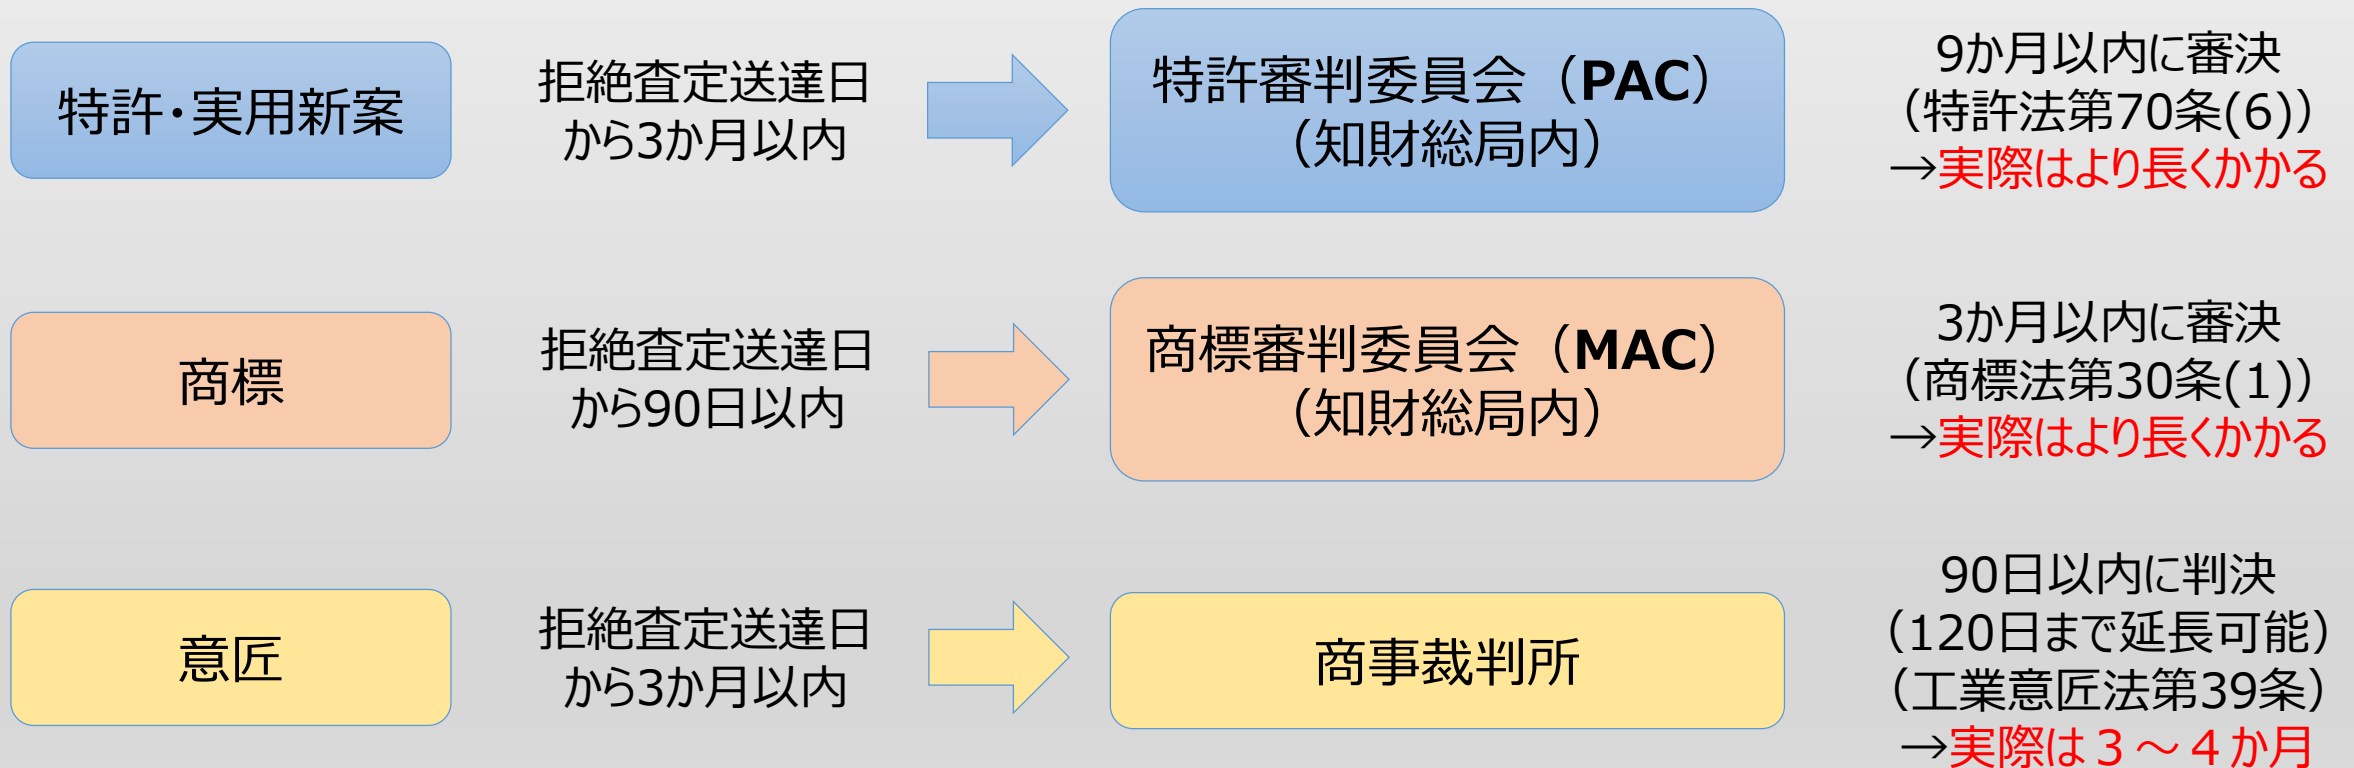 特許・実用新案
拒絶査定送達日
から3か月以内
特許審判委員会（PAC）
（知財総局内）
9か月以内に審決
（特許法第70条(6)）
→実際はより長くかかる
商標
拒絶査定送達日
から90日以内
商標審判委員会（MAC）
（知財総局内）
3か月以内に審決
（商標法第30条(1)）
→実際はより長くかかる
意匠
拒絶査定送達日
から3か月以内
商事裁判所
90日以内に判決
（120日まで延長可能）
（工業意匠法第39条）
→実際は３～４か月